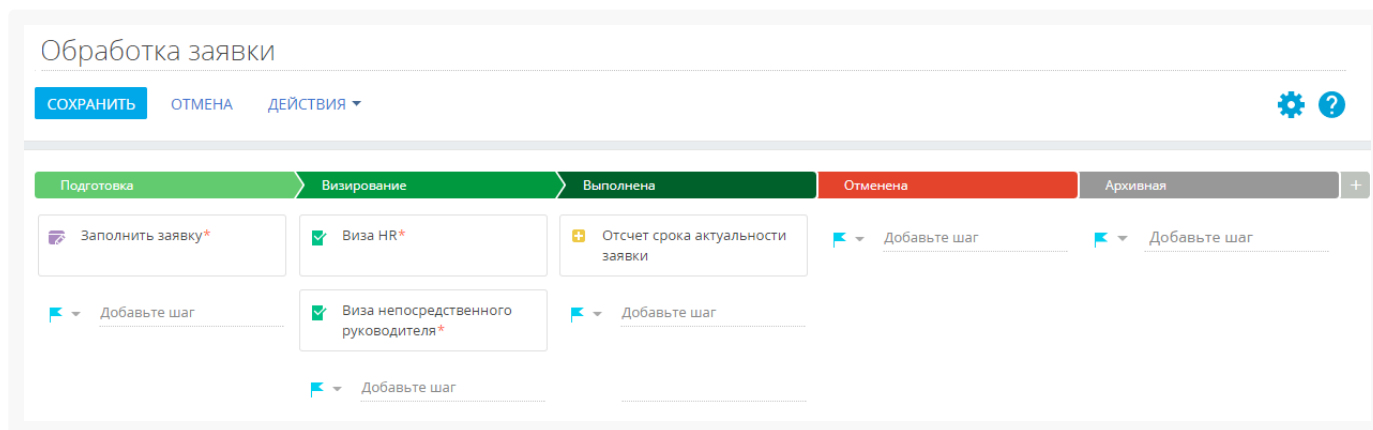 Обработка заявки
СОХРАНИТЬ ОТМЕНА ДЕЙСТВИЯ
?
Подготовка Визирование Выполнена Отменена Архивная +
Заполнить заявку* Виза HR* Отсчет срока актуальности Добавьте шаг Добавьте шаг
заявки
Добавьте шаг Виза непосредственного Добавьте шаг
руководителя*
Добавьте шаг